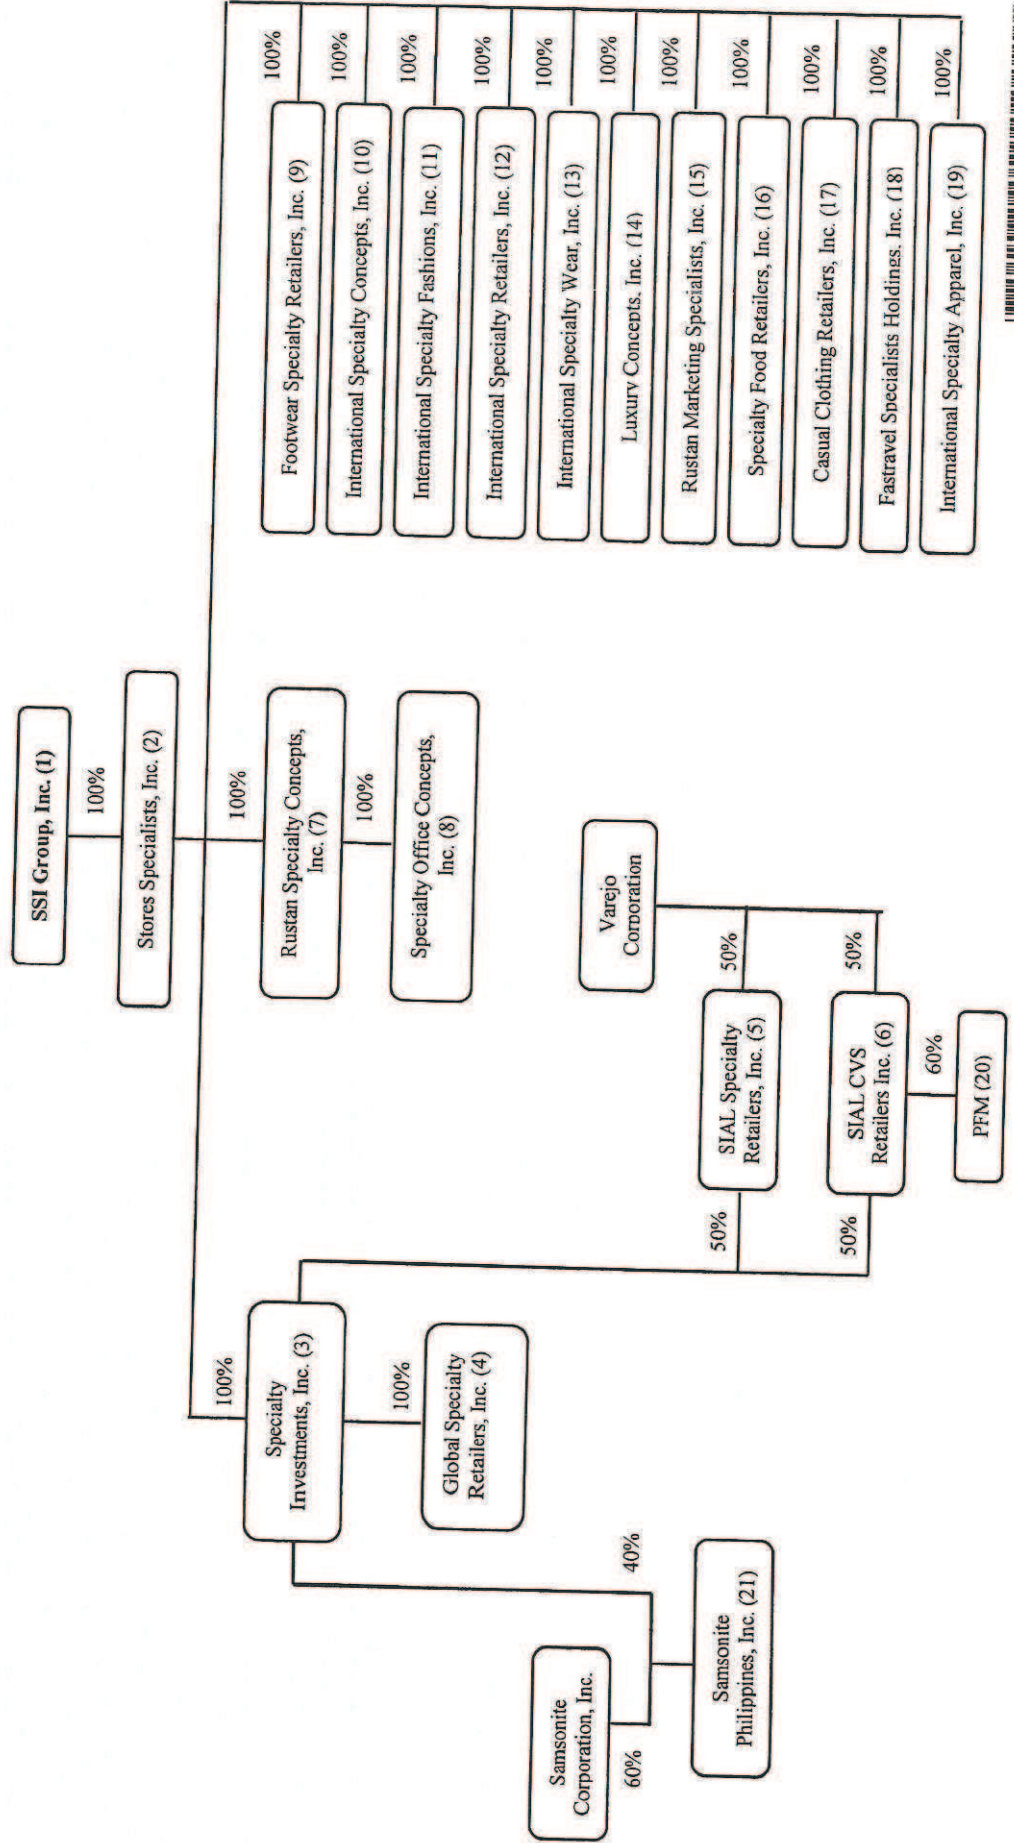 SSI Group, Inc. (1)
100%
Stores Specialists, Inc. (2)
100%
Specialty
Investments, Inc. (3)
100%
Global Specialty
Retailers, Inc. (4)
Samsonite
Corporation, Inc.
60%
40%
Samsonite
Philippines, Inc. (21)
50%
SIAL Specialty
Retailers, Inc. (5)
50%
50%
SIAL CVS
Retailers Inc. (6)
50%
Varejo
Corporation
60%
PFM (20)
100%
Rustan Specialty Concepts,
Inc. (7)
100%
Specialty Office Concepts,
Inc. (8)
Footwear Specialty Retailers, Inc. (9)
100%
International Specialty Concepts, Inc. (10)
100%
International Specialty Fashions, Inc. (11)
100%
International Specialty Retailers, Inc. (12)
100%
International Specialty Wear, Inc. (13)
100%
Luxury Concepts, Inc. (14)
100%
Rustan Marketing Specialists, Inc. (15)
100%
Specialty Food Retailers, Inc. (16)
100%
Casual Clothing Retailers, Inc. (17)
100%
Fastravel Specialists Holdings, Inc. (18)
100%
International Specialty Apparel, Inc. (19)
100%